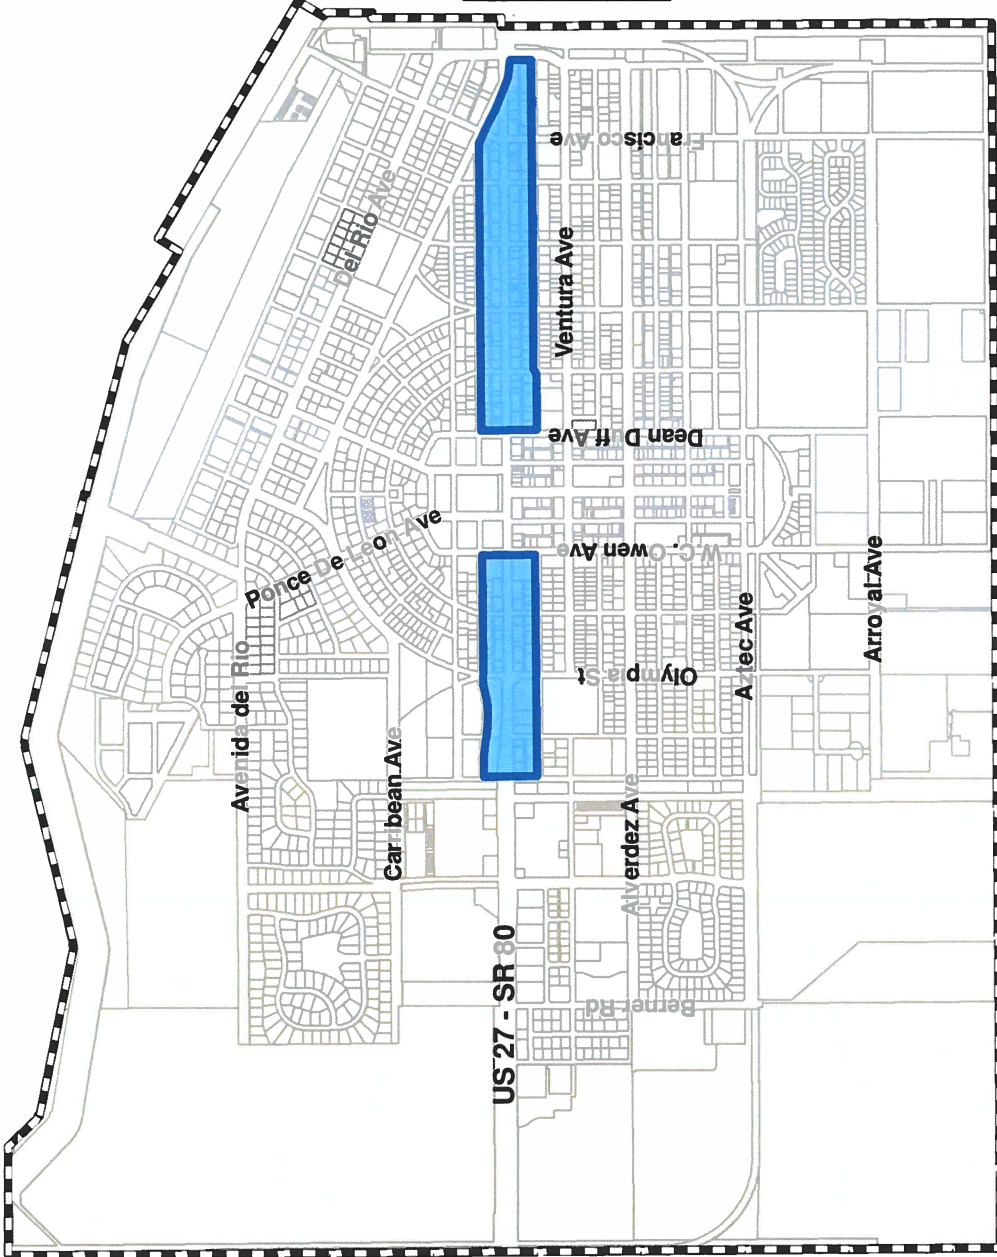 Francisco Ave
Del Rio Ave
Ventura Ave
Dean Duff Ave
Ponce De Leon Ave
W.C. Owen Ave
Arroyal Ave
Aztec Ave
Olympia St
Avenida del Rio
Carribean Ave
Alverdez Ave
US 27 - SR 80
Berner Rd